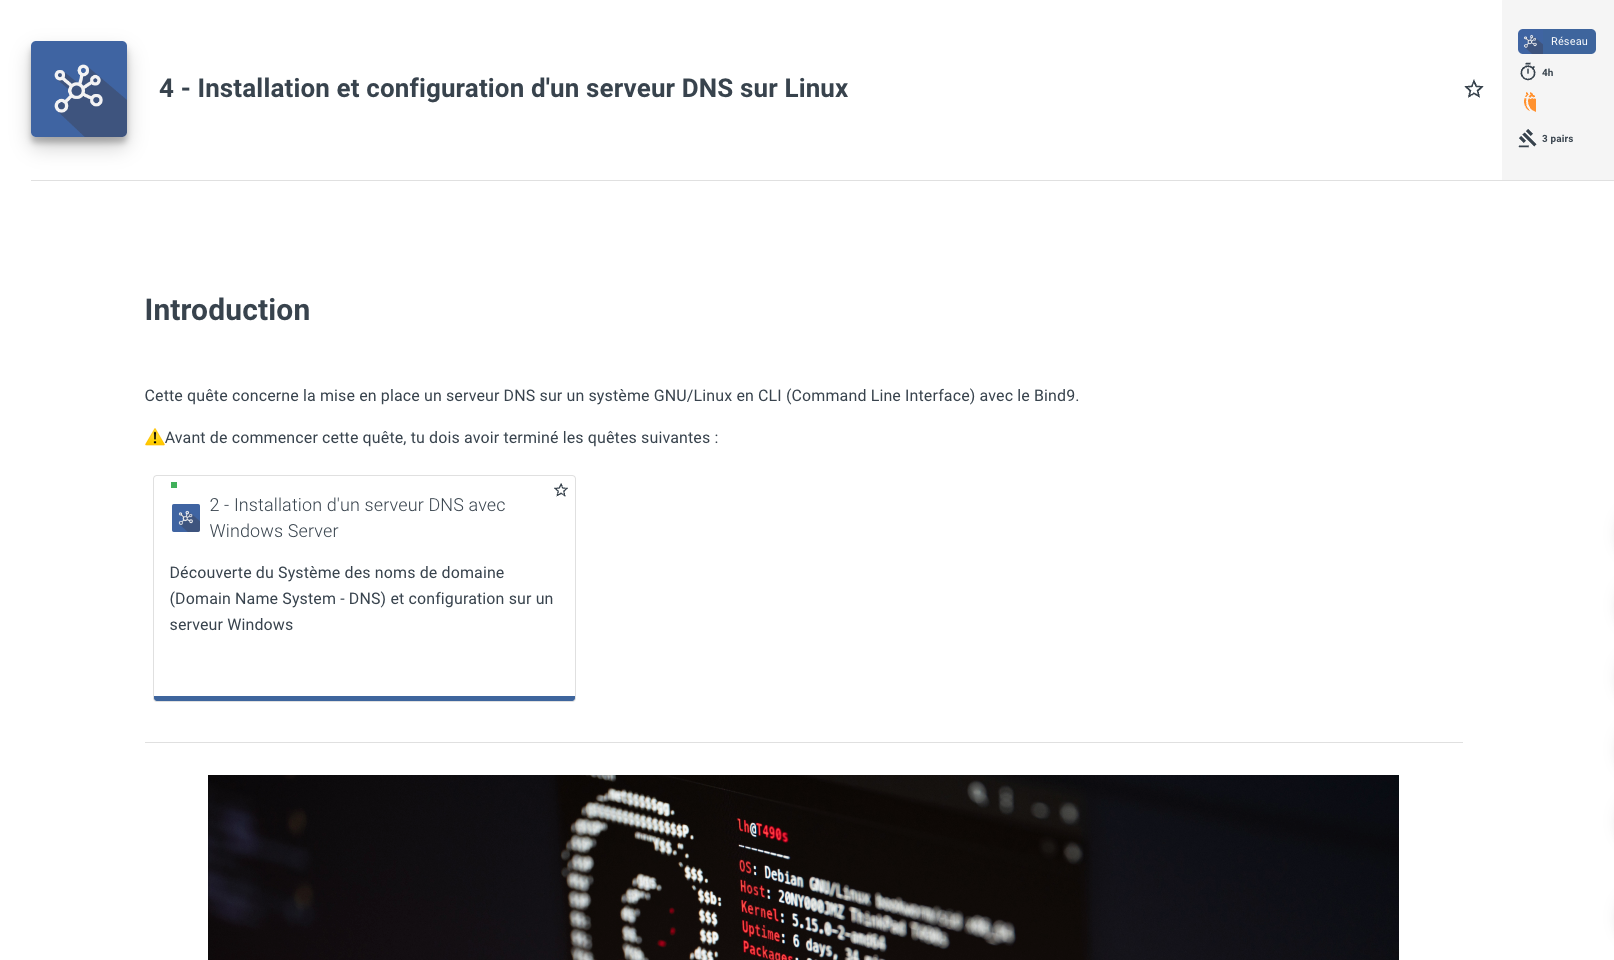 4 - Installation et configuration d'un serveur DNS sur Linux
Réseau
4h
3 pairs
Introduction
Cette quête concerne la mise en place un serveur DNS sur un système GNU/Linux en CLI (Command Line Interface) avec le Bind9.
Avant de commencer cette quête, tu dois avoir terminé les quêtes suivantes :
2 - Installation d'un serveur DNS avec
Windows Server
Découverte du Système des noms de domaine
(Domain Name System - DNS) et configuration sur un
serveur Windows
lh@T490s
OS: Debian GNU/Linux
Host: 20NY000JMZ ThinkPad T490s
Kernel: 5.15.0-2-amd64
Uptime: 6 days, 34
Packages